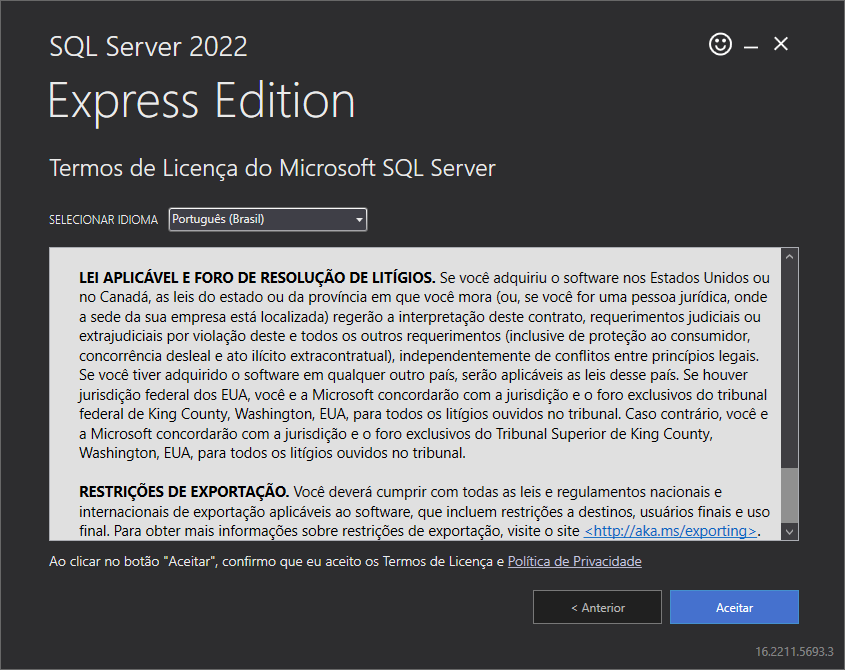 SQL Server 2022
Express Edition
Termos de Licença do Microsoft SQL Server
SELECIONAR IDIOMA Português (Brasil)
LEI APLICÁVEL E FORO DE RESOLUÇÃO DE LITÍGIOS. Se você adquiriu o software nos Estados Unidos ou
no Canadá, as leis do estado ou da província em que você mora (ou, se você for uma pessoa jurídica, onde
a sede da sua empresa está localizada) regerão a interpretação deste contrato, requerimentos judiciais ou
extrajudiciais por violação deste e todos os outros requerimentos (inclusive de proteção ao consumidor,
concorrência desleal e ato ilícito extracontratual), independentemente de conflitos entre princípios legais.
Se você tiver adquirido o software em qualquer outro país, serão aplicáveis as leis desse país. Se houver
jurisdição federal dos EUA, você e a Microsoft concordarão com a jurisdição e o foro exclusivos do tribunal
federal de King County, Washington, EUA, para todos os litígios ouvidos no tribunal. Caso contrário, você e
a Microsoft concordarão com a jurisdição e o foro exclusivos do Tribunal Superior de King County,
Washington, EUA, para todos os litígios ouvidos no tribunal.
RESTRIÇÕES DE EXPORTAÇÃO. Você deverá cumprir com todas as leis e regulamentos nacionais e
internacionais de exportação aplicáveis ao software, que incluem restrições a destinos, usuários finais e uso
final. Para obter mais informações sobre restrições de exportação, visite o site <http://aka.ms/exporting>.
Ao clicar no botão "Aceitar", confirmo que eu aceito os Termos de Licença e Política de Privacidade
< Anterior
Aceitar
16.2211.5693.3